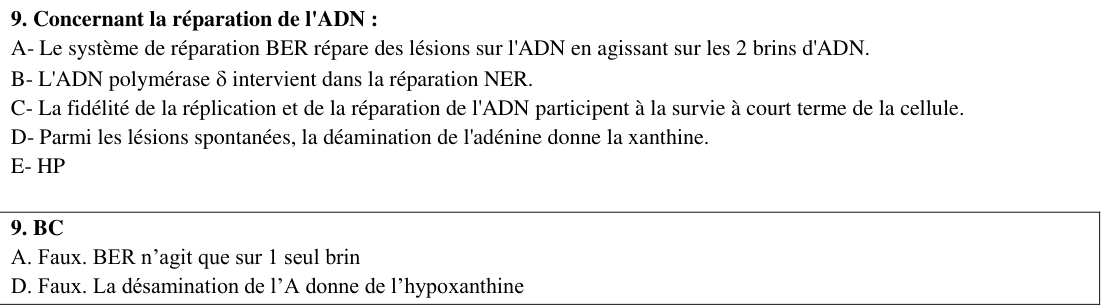 9. Concernant la réparation de l'ADN :
A- Le système de réparation BER répare des lésions sur l'ADN en agissant sur les 2 brins d'ADN.
B- L'ADN polymérase δ intervient dans la réparation NER.
C- La fidélité de la réplication et de la réparation de l'ADN participent à la survie à court terme de la cellule.
D- Parmi les lésions spontanées, la déamination de l'adénine donne la xanthine.
E- HP
9. BC
A. Faux. BER n’agit que sur 1 seul brin
D. Faux. La désamination de l’A donne de l’hypoxanthine